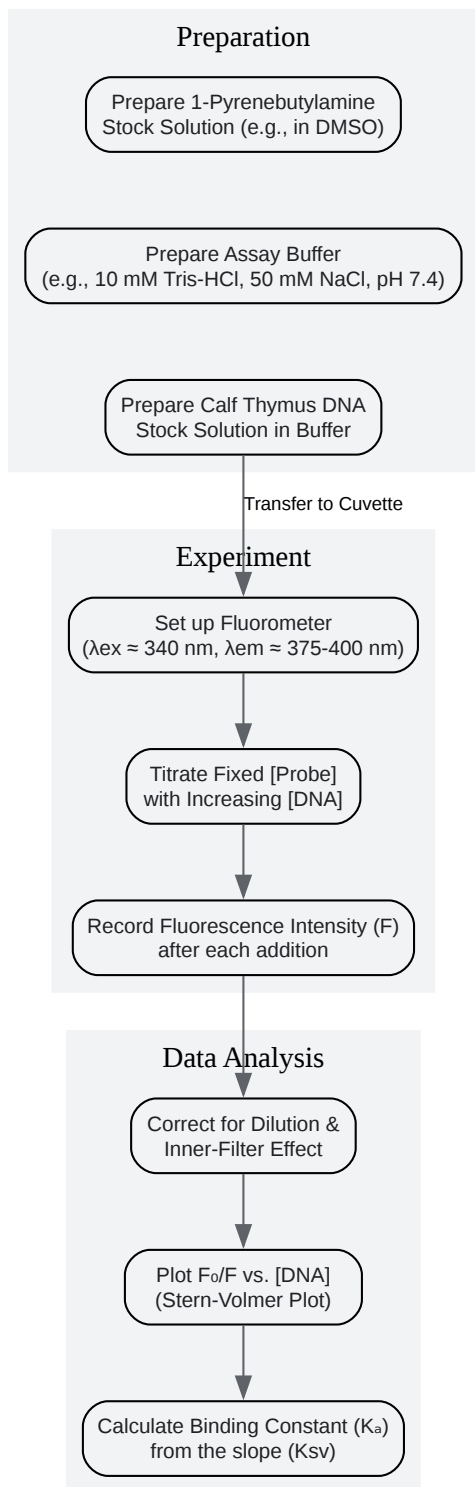 Preparation
Prepare 1-Pyrenebutylamine
Stock Solution (e.g., in DMSO)
Prepare Assay Buffer
(e.g., 10 mM Tris-HCl, 50 mM NaCl, pH 7.4)
Prepare Calf Thymus DNA
Stock Solution in Buffer
Transfer to Cuvette
Experiment
Set up Fluorometer
(λex ≈ 340 nm, λem ≈ 375-400 nm)
Titrate Fixed [Probe]
with Increasing [DNA]
Record Fluorescence Intensity (F)
after each addition
Data Analysis
Correct for Dilution &
Inner-Filter Effect
Plot F₀/F vs. [DNA]
(Stern-Volmer Plot)
Calculate Binding Constant (Kₐ)
from the slope (Ksv)